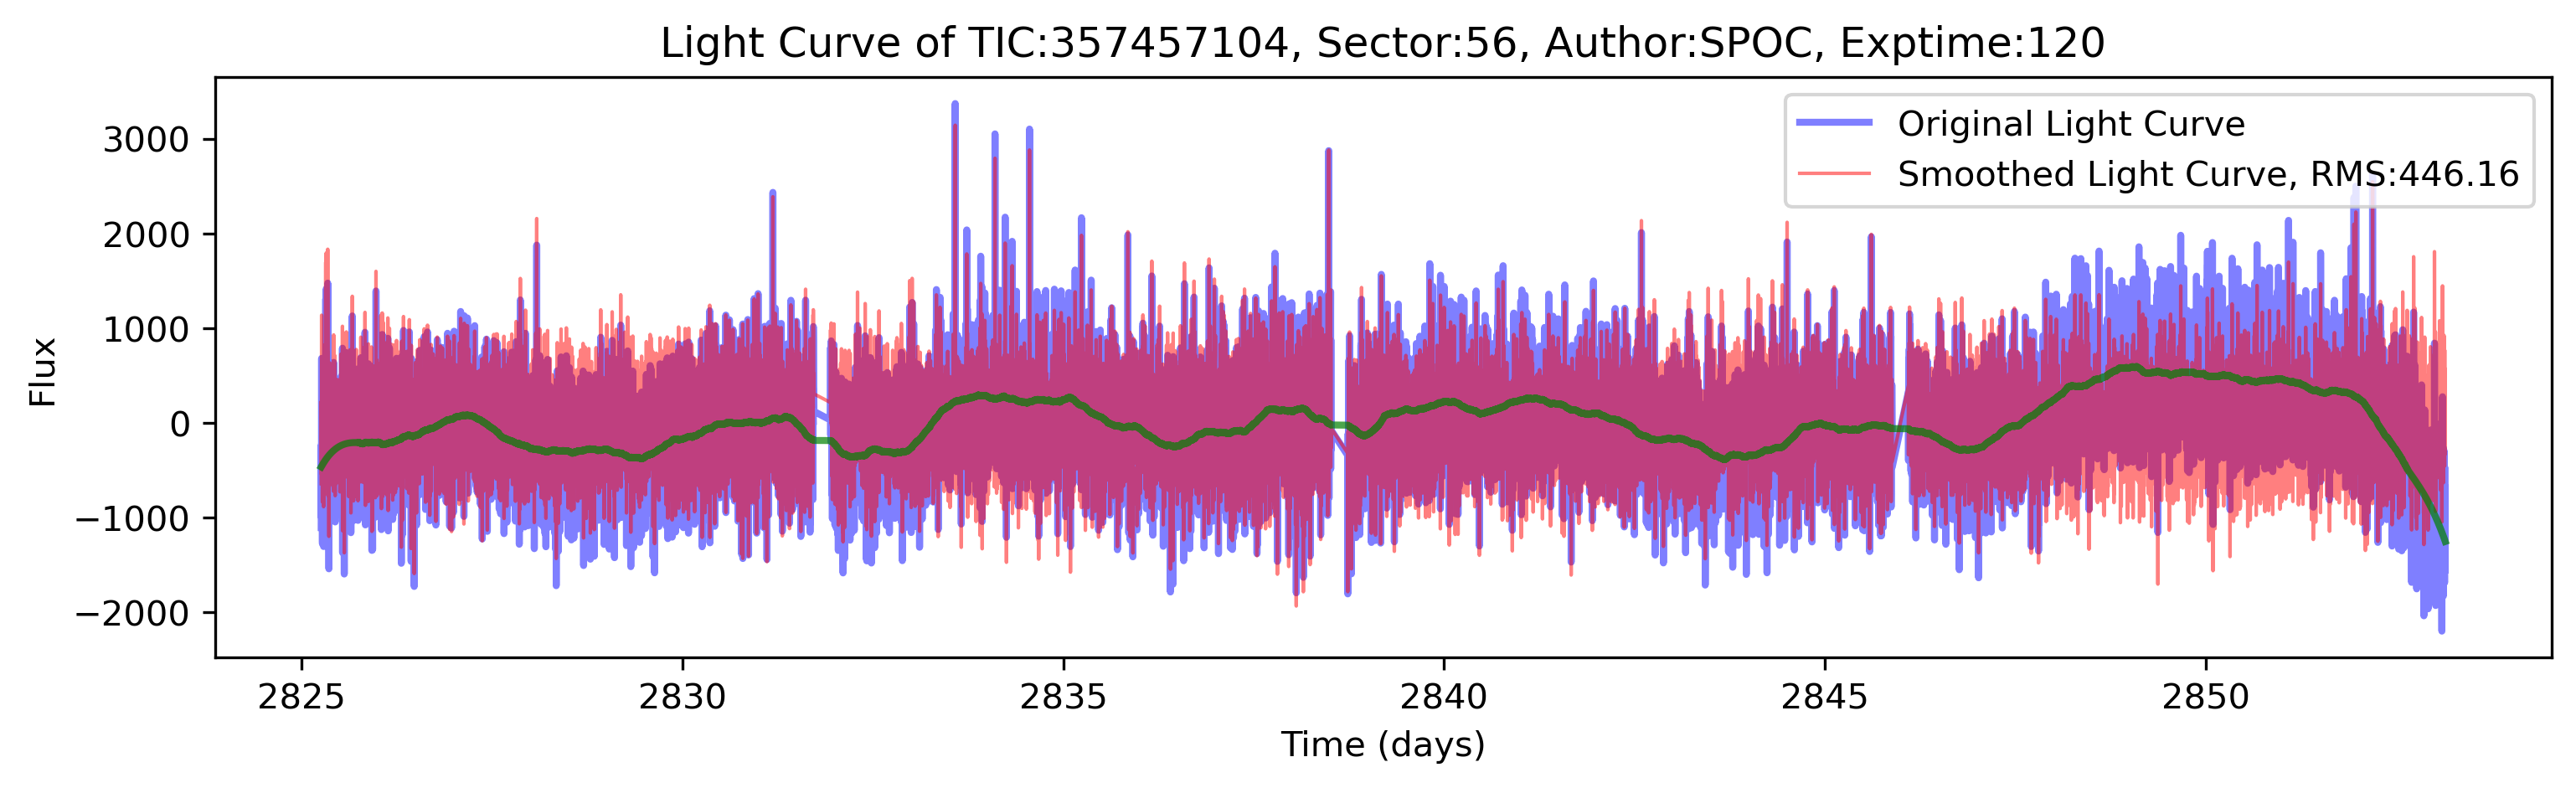 Light Curve of TIC:357457104, Sector:56, Author:SPOC, Exptime:120
Original Light Curve
Smoothed Light Curve, RMS:446.16
Flux
3000
2000
1000
0
−1000
−2000
2825 2830 2835 2840 2845 2850
Time (days)